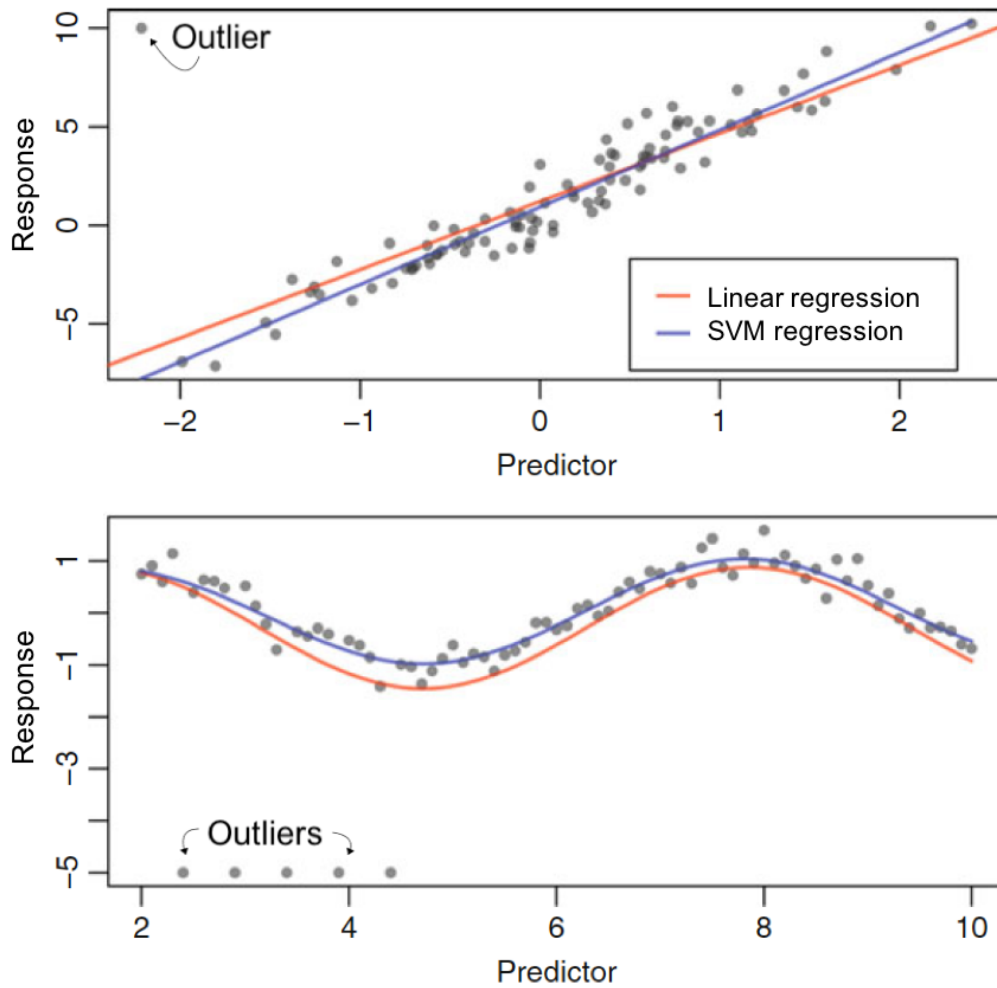 10
5
0
−5
Response
Outlier
Linear regression
SVM regression
−2 −1 0 1 2
Predictor
1
−1
−3
−5
Response
Outliers
2 4 6 8 10
Predictor